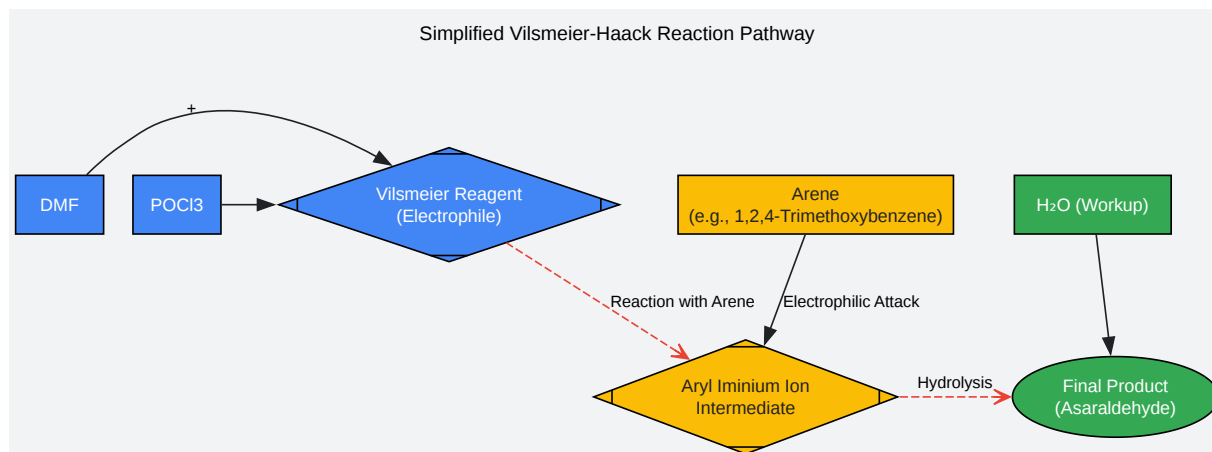 Simplified Vilsmeier-Haack Reaction Pathway
+
DMF
POCl3
Vilsmeier Reagent
(Electrophile)
Arene
(e.g., 1,2,4-Trimethoxybenzene)
H₂O (Workup)
Reaction with Arene
Electrophilic Attack
Aryl Iminium Ion
Intermediate
Hydrolysis
Final Product
(Asaraldehyde)